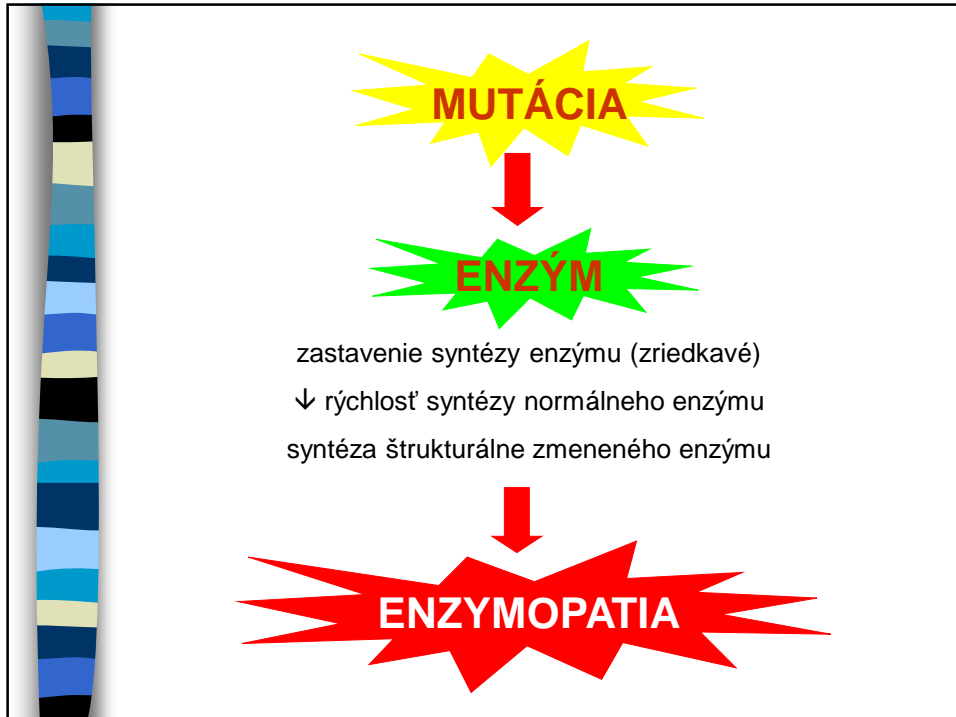 MUTÁCIA
ENZÝM
zastavenie syntézy enzýmu (zriedkavé)
↓ rýchlosť syntézy normálneho enzýmu
syntéza štrukturálne zmeneného enzýmu
ENZYMOPATIA